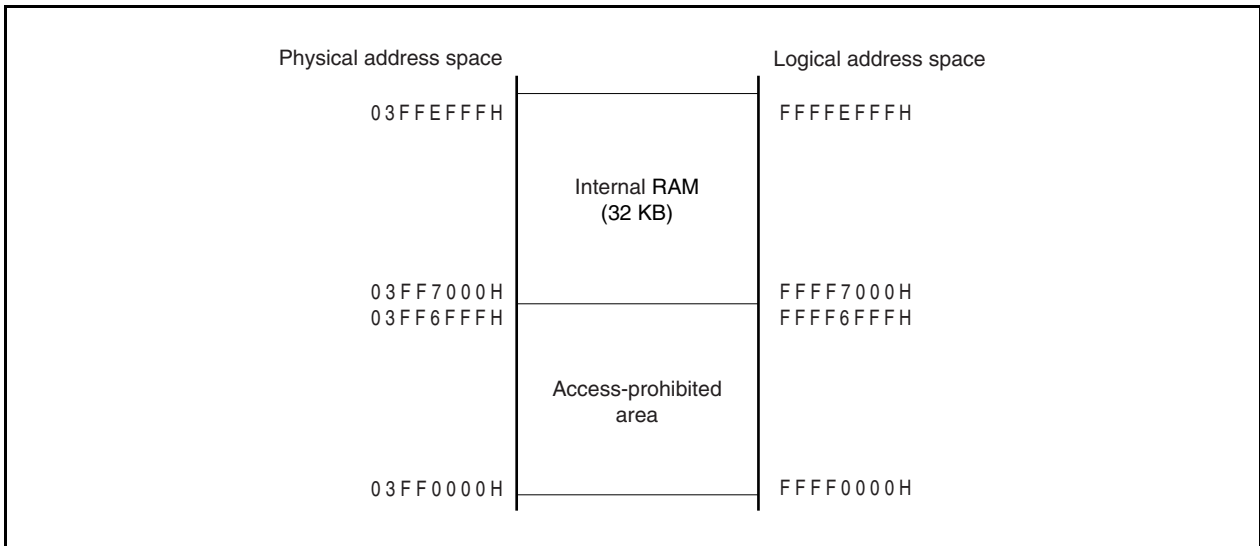 Physical address space
Logical address space
03FFEFFFH
FFFFEFFFH
Internal RAM
(32 KB)
03FF7000H
FFFF7000H
03FF6FFFH
FFFF6FFFH
Access-prohibited
area
03FF0000H
FFFF0000H